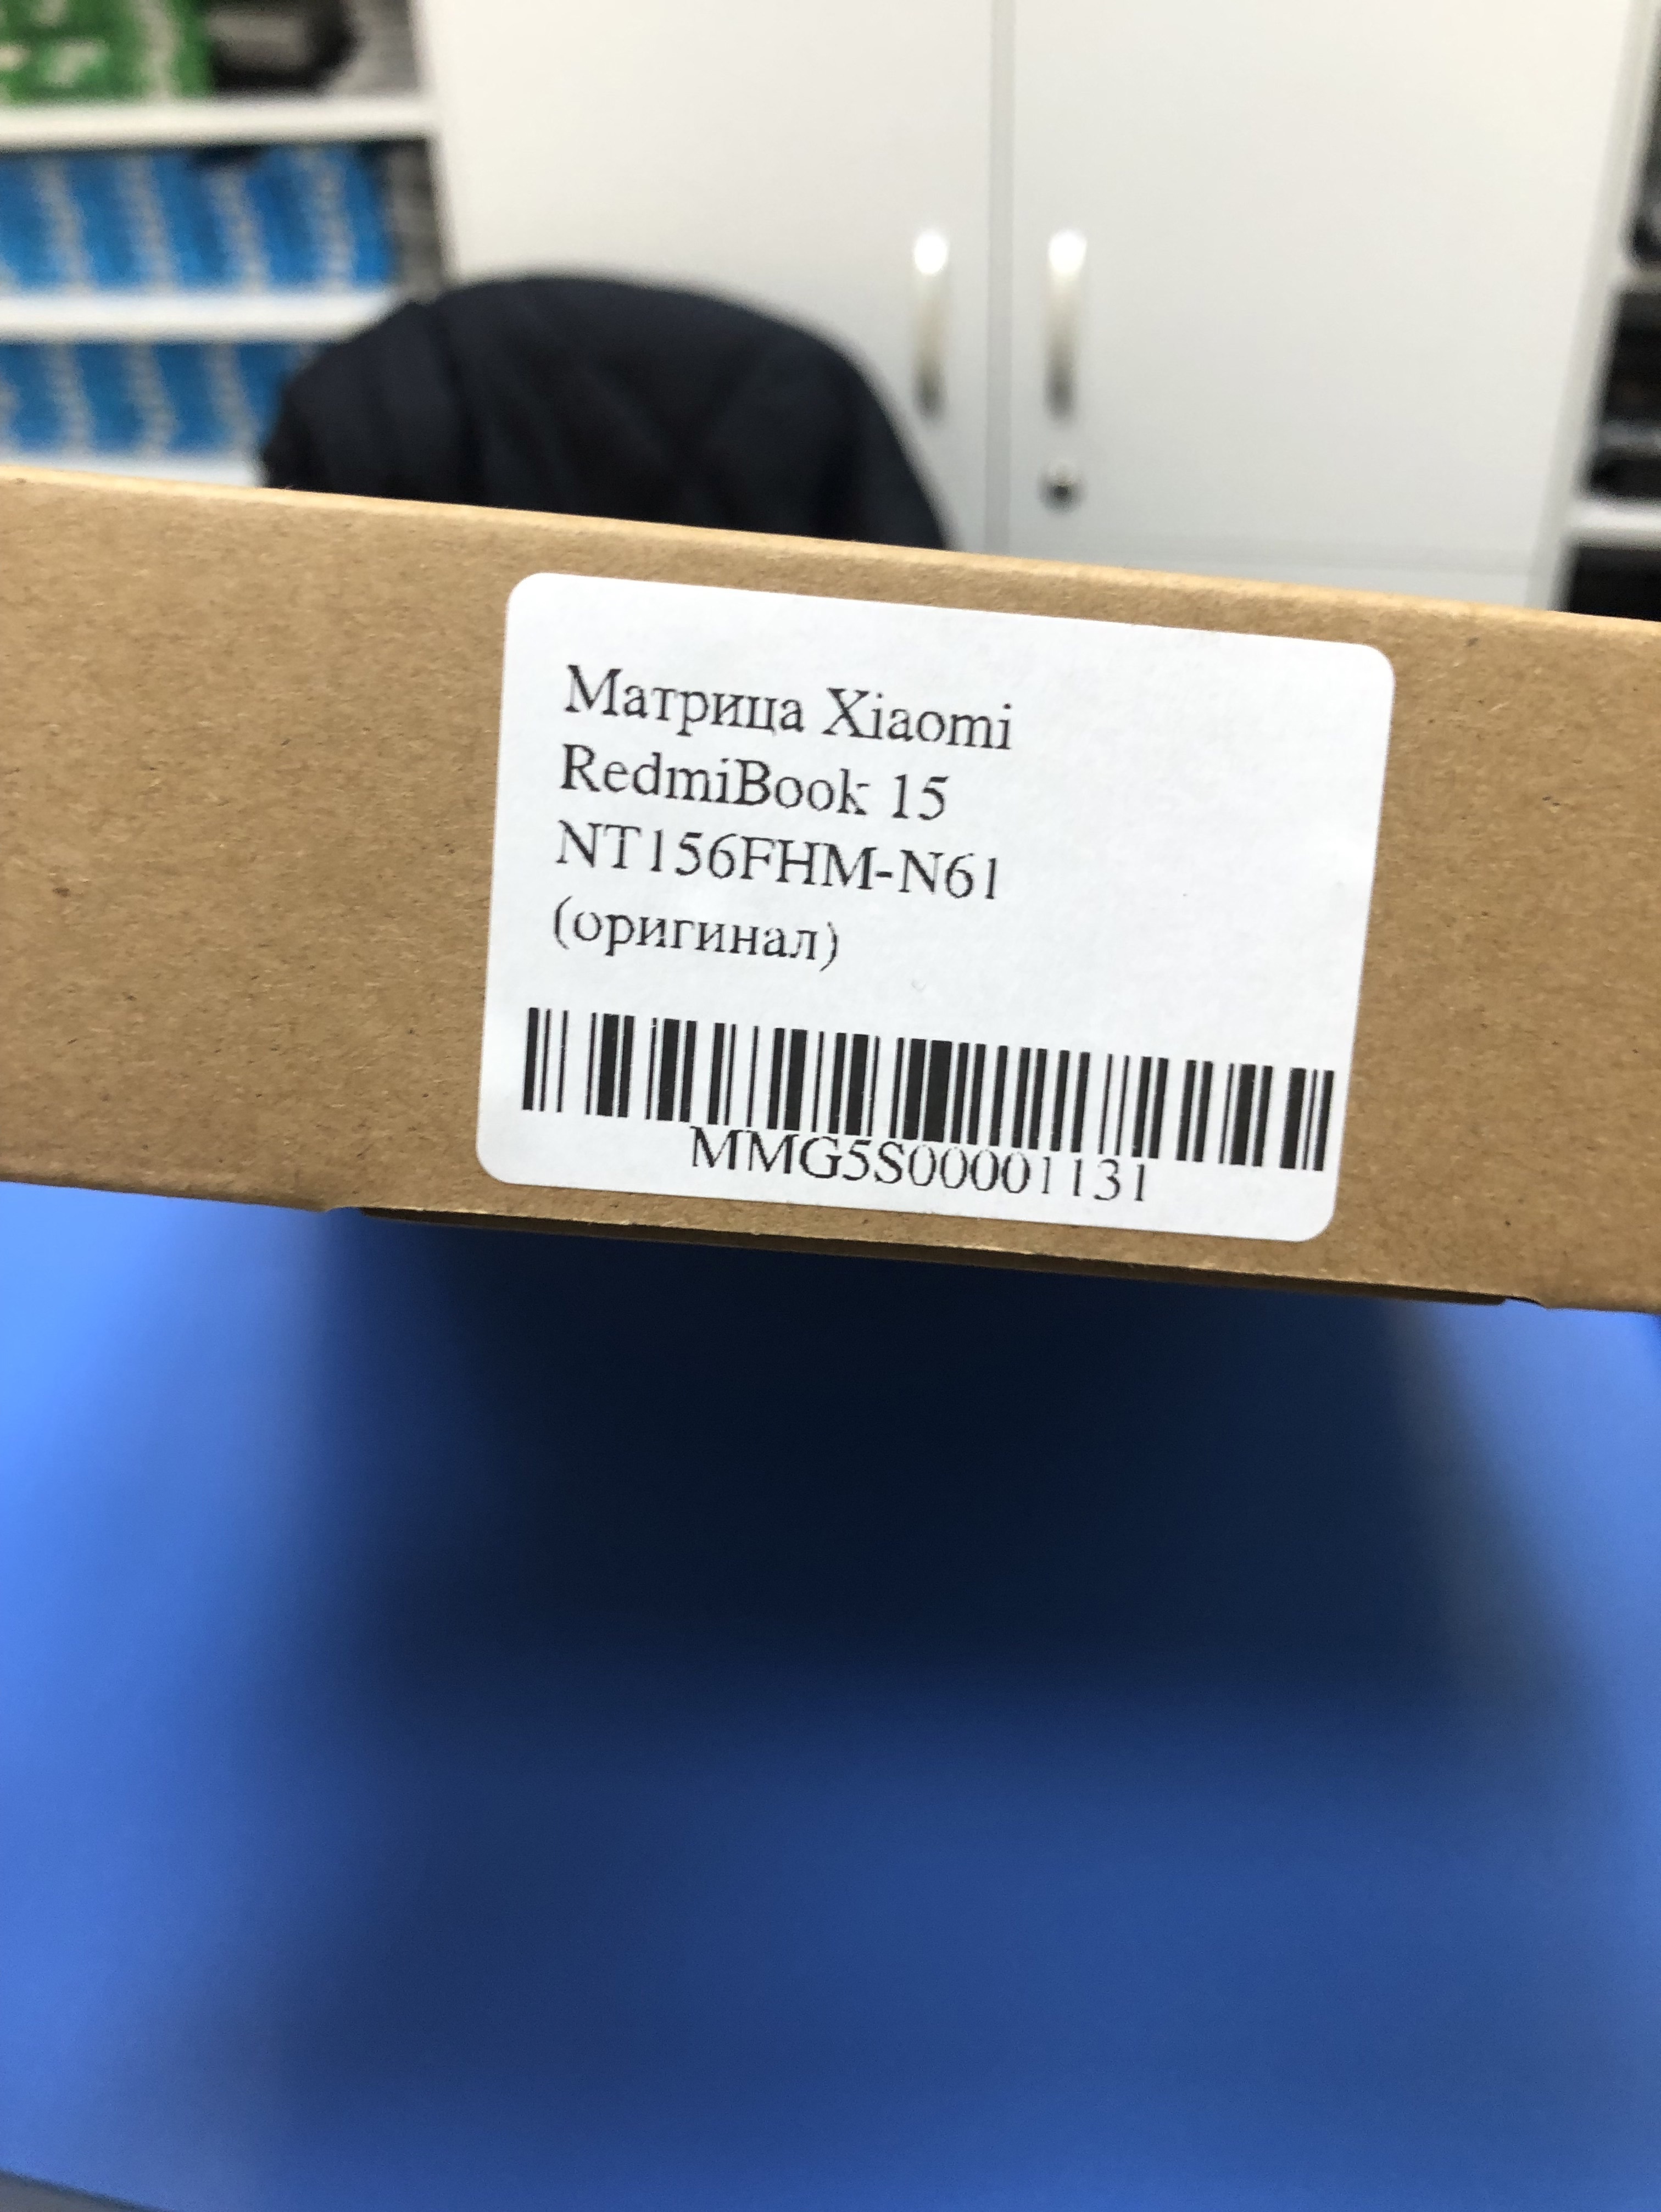 Матрица Xiaomi
RedmiBook 15
NT156FHM-N61
(оригинал)
MMG5S00001131